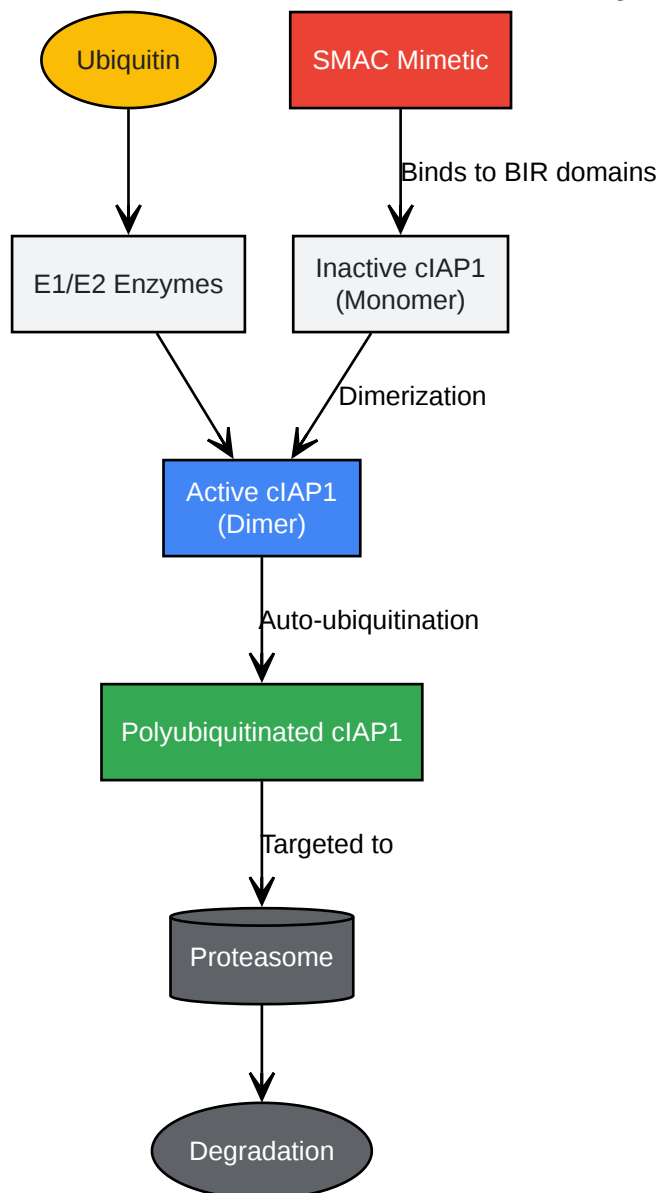 Ubiquitin
SMAC Mimetic
Binds to BIR domains
E1/E2 Enzymes
Inactive cIAP1
(Monomer)
Dimerization
Active cIAP1
(Dimer)
Auto-ubiquitination
Polyubiquitinated cIAP1
Targeted to
Proteasome
Degradation